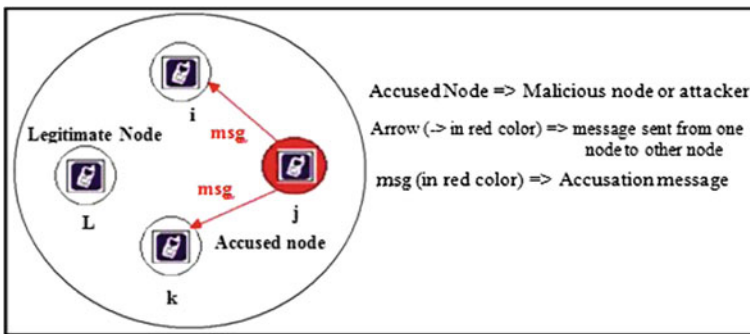 i
msg
Legitimate Node
L
msg
j
Accused node
k
Accused Node => Malicious node or attacker
Arrow (-> in red color) => message sent from one
node to other node
msg (in red color) => Accusation message